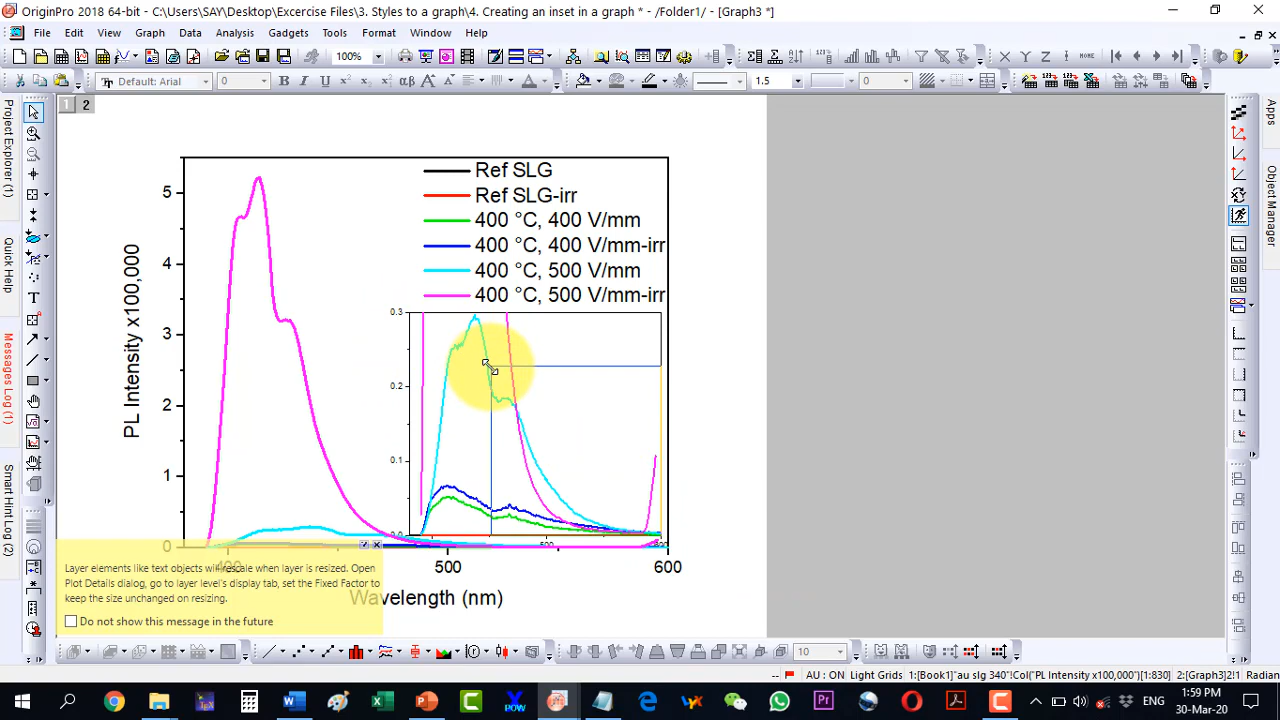 OriginPro 2018 64-bit - C:\Users\SAY\Desktop\Excercise Files\3. Styles to a graph\4. Creating an inset in a graph * - /Folder1/ - [Graph3 *]
File Edit View Graph Data Analysis Gadgets Tools Format Window Help
100%
Default: Arial 0 B I U αβ A A A 1.5 0
1 2
Project Explorer (1)
Quick Help
Messages Log (1)
Smart Hint Log (2)
Apps
Object Manager
Ref SLG
Ref SLG-irr
400 °C, 400 V/mm
400 °C, 400 V/mm-irr
400 °C, 500 V/mm
400 °C, 500 V/mm-irr
5
4
3
2
1
0
PL Intensity x100,000
0.3
0.2
0.1
0.0
500
600
400 500 600
Wavelength (nm)
Layer elements like text objects will rescale when layer is resized. Open
Plot Details dialog, go to layer level's display tab, set the Fixed Factor to
keep the size unchanged on resizing.
Do not show this message in the future
10
-- AU : ON Light Grids 1:[Book1]"au slg 340"!Col("PL Intensity x100,000")[1:830] 2:[Graph3]2!1 Radian
POW
Pr
ENG
1:59 PM
30-Mar-20